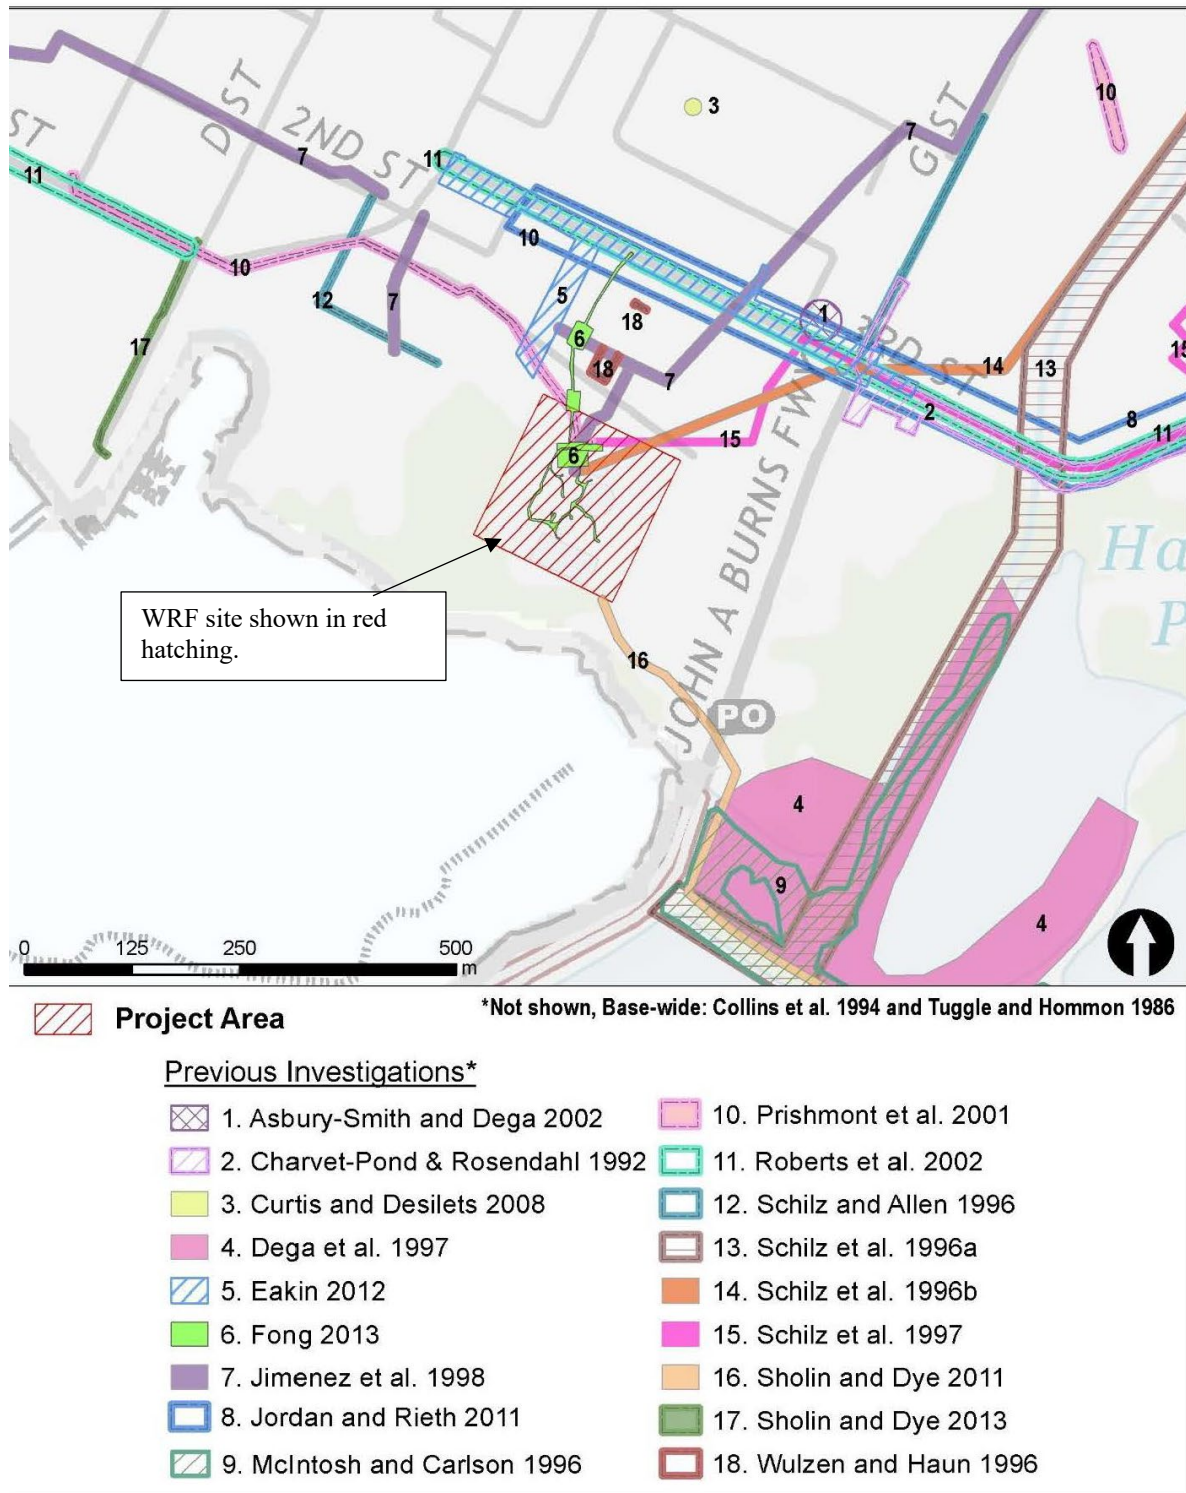 3
10
7
G ST
D ST
2ND ST
7
11
ST
11
10
10
5
12
7
1
3RD ST
6
18
18
7
14
13
15
17
2
8
11
15
6
JOHN A BURNS FWY
Ha
P
WRF site shown in red
hatching.
16
PO
4
9
4
0 125 250 500
m
Project Area
*Not shown, Base-wide: Collins et al. 1994 and Tuggle and Hommon 1986
Previous Investigations*
1. Asbury-Smith and Dega 2002
2. Charvet-Pond & Rosendahl 1992
3. Curtis and Desilets 2008
4. Dega et al. 1997
5. Eakin 2012
6. Fong 2013
7. Jimenez et al. 1998
8. Jordan and Rieth 2011
9. McIntosh and Carlson 1996
10. Prishmont et al. 2001
11. Roberts et al. 2002
12. Schilz and Allen 1996
13. Schilz et al. 1996a
14. Schilz et al. 1996b
15. Schilz et al. 1997
16. Sholin and Dye 2011
17. Sholin and Dye 2013
18. Wulzen and Haun 1996